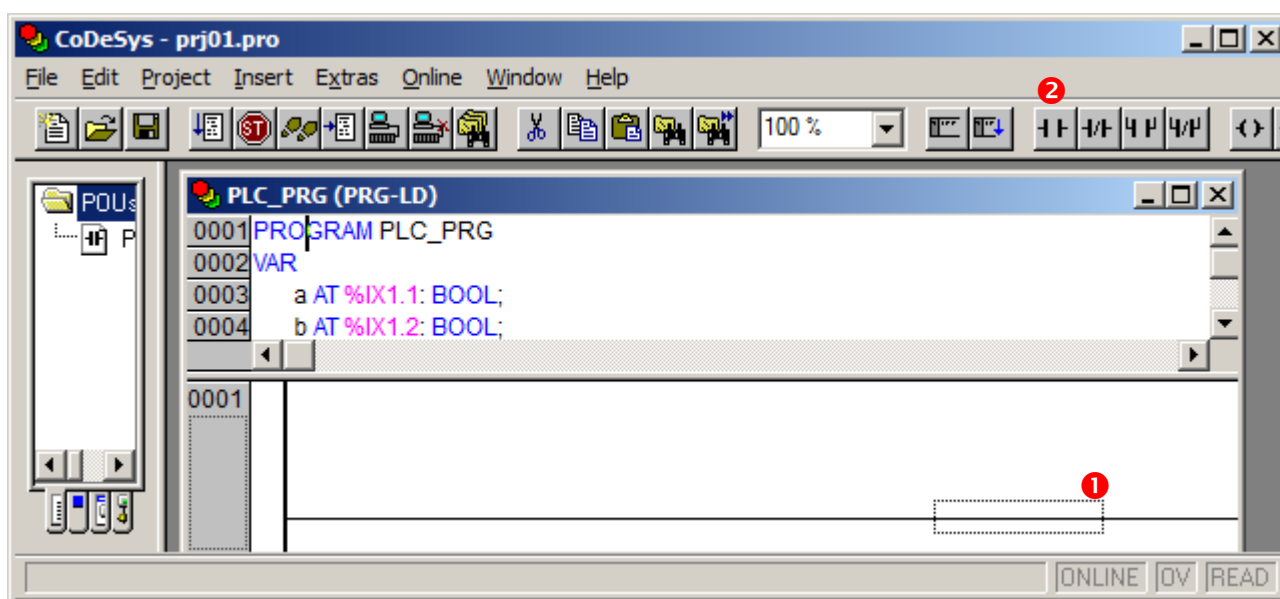 CoDeSys - prj01.pro
File Edit Project Insert Extras Online Window Help
2
STOP 100 %
POUs
P
PLC_PRG (PRG-LD)
0001 PROGRAM PLC_PRG
0002 VAR
0003 a AT %IX1.1: BOOL;
0004 b AT %IX1.2: BOOL;
0001
1
ONLINE OV READ